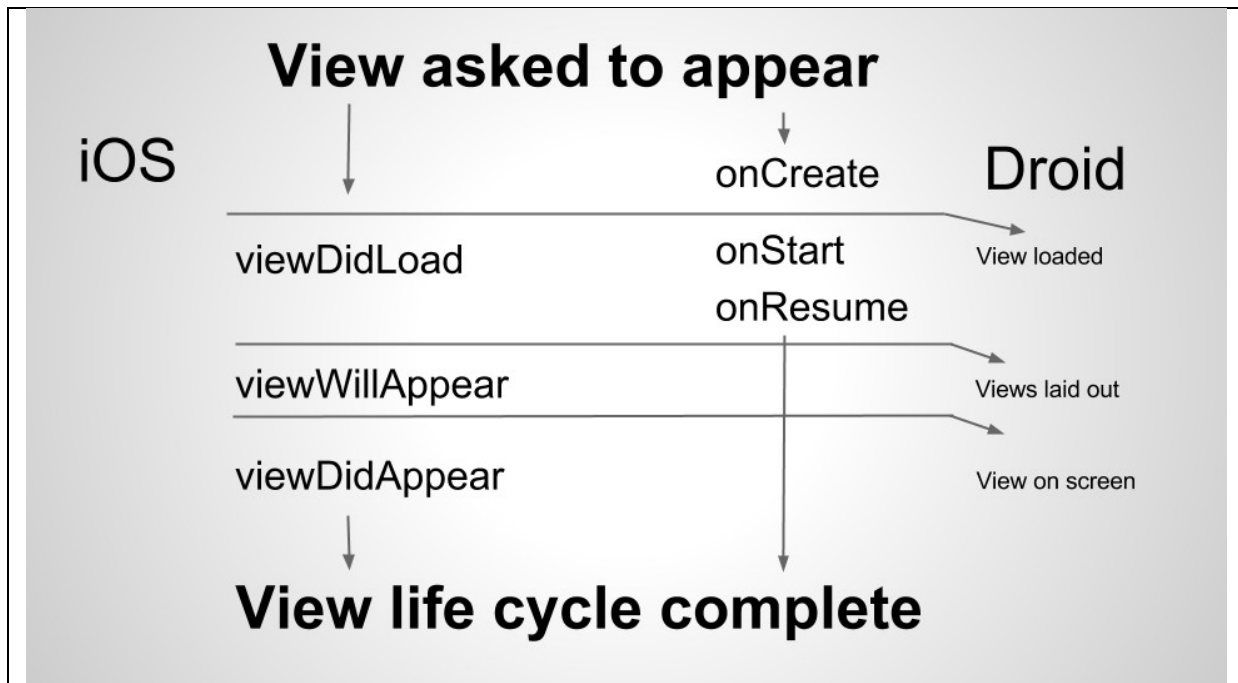 View asked to appear
iOS
onCreate
Droid
viewDidLoad
onStart
View loaded
onResume
viewWillAppear
Views laid out
viewDidAppear
View on screen
View life cycle complete